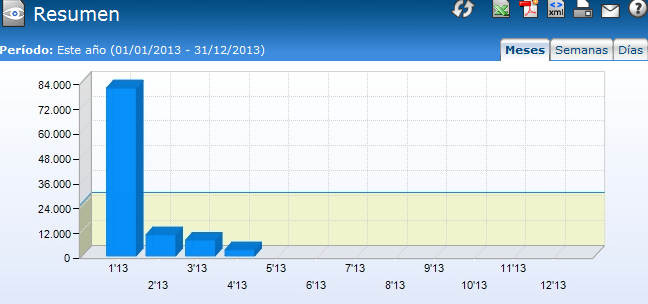 Resumen
xml
?
Período: Este año (01/01/2013 - 31/12/2013)
Meses Semanas Días
84.000
72.000
60.000
48.000
36.000
24.000
12.000
0
1'13 3'13 5'13 7'13 9'13 11'13
2'13 4'13 6'13 8'13 10'13 12'13